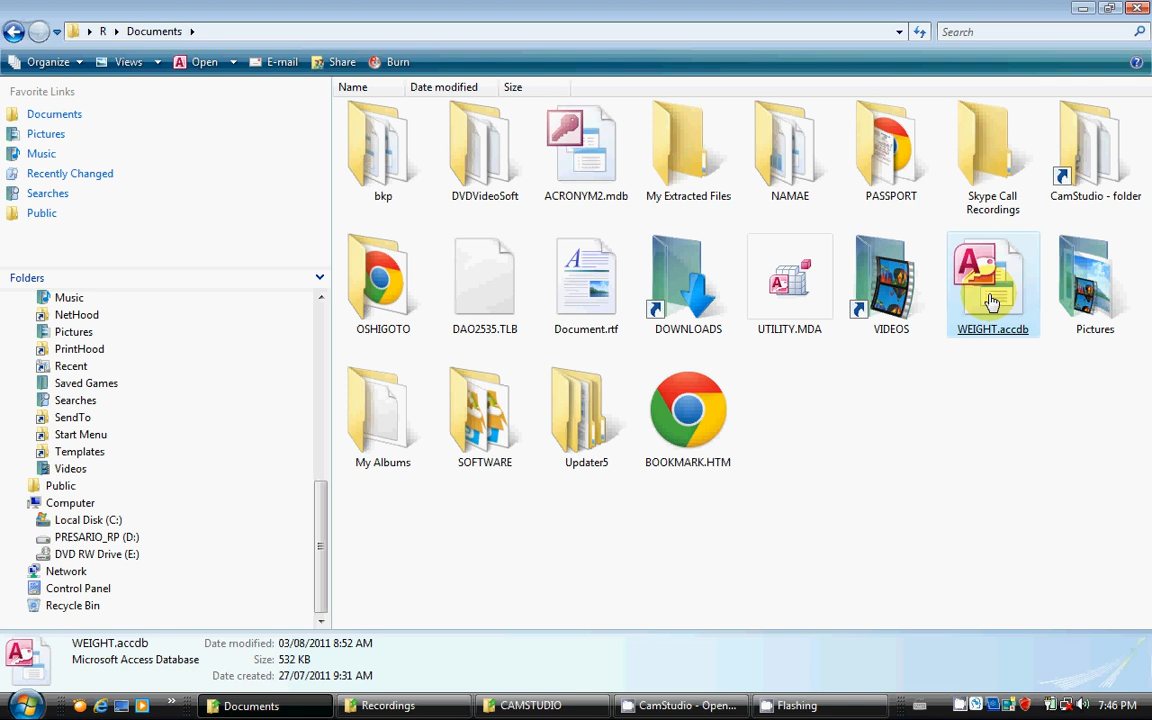 R ▸ Documents ▸
Search
Organize Views Open E-mail Share Burn
Favorite Links
Documents
Pictures
Music
Recently Changed
Searches
Public
Folders
Music
NetHood
Pictures
PrintHood
Recent
Saved Games
Searches
SendTo
Start Menu
Templates
Videos
Public
Computer
Local Disk (C:)
PRESARIO_RP (D:)
DVD RW Drive (E:)
Network
Control Panel
Recycle Bin
Name Date modified Size
bkp
DVDVideoSoft
ACRONYM2.mdb
My Extracted Files
NAMAE
PASSPORT
Skype Call
Recordings
CamStudio - folder
OSHIGOTO
DAO2535.TLB
Document.rtf
DOWNLOADS
UTILITY.MDA
VIDEOS
WEIGHT.accdb
Pictures
My Albums
SOFTWARE
Updater5
BOOKMARK.HTM
WEIGHT.accdb
Microsoft Access Database
Date modified: 03/08/2011 8:52 AM
Size: 532 KB
Date created: 27/07/2011 9:31 AM
Documents
Recordings
CAMSTUDIO
CamStudio - Open...
Flashing
7:46 PM